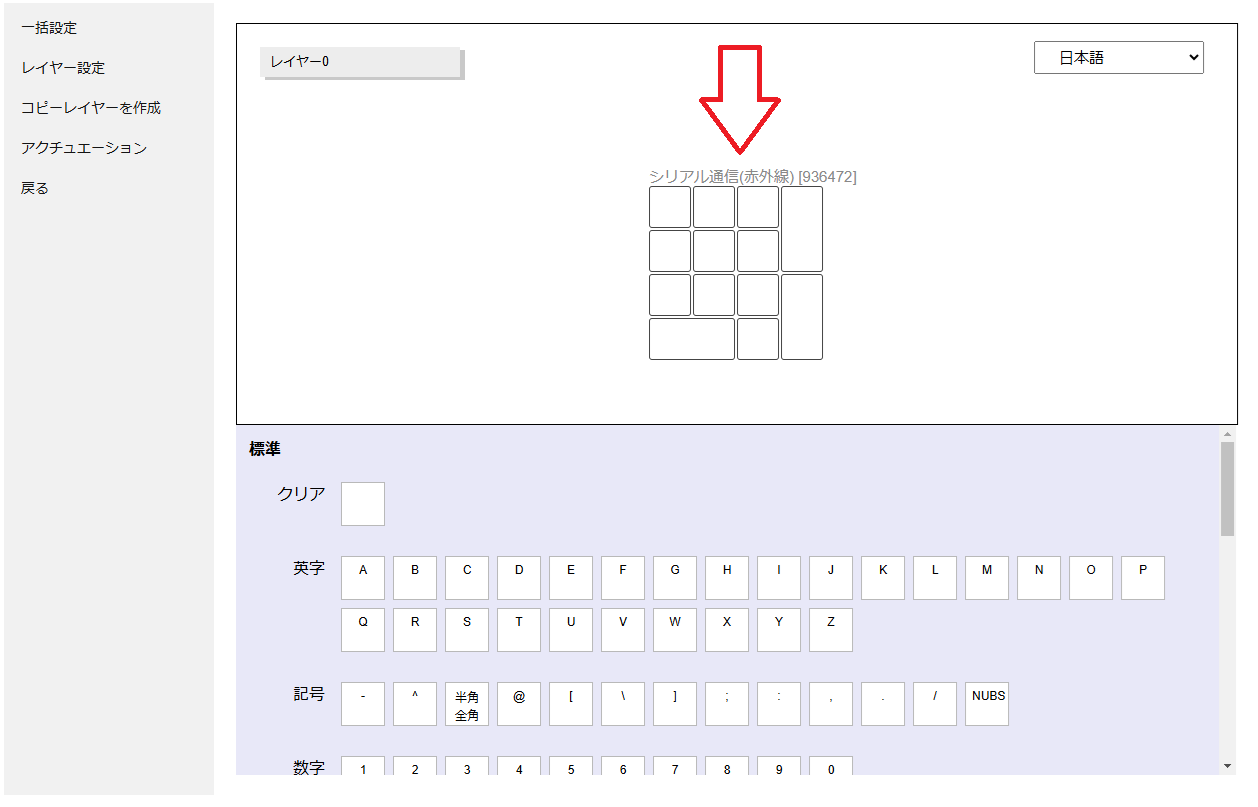 一括設定
レイヤー設定
コピーレイヤーを作成
アクチュエーション
戻る
レイヤー0
日本語
シリアル通信(赤外線) [936472]
標準
クリア
英字 A B C D E F G H I J K L M N O P
Q R S T U V W X Y Z
記号 - ^ 半角 @ [ \ ] ; : , . / NUBS
全角
数字 1 2 3 4 5 6 7 8 9 0